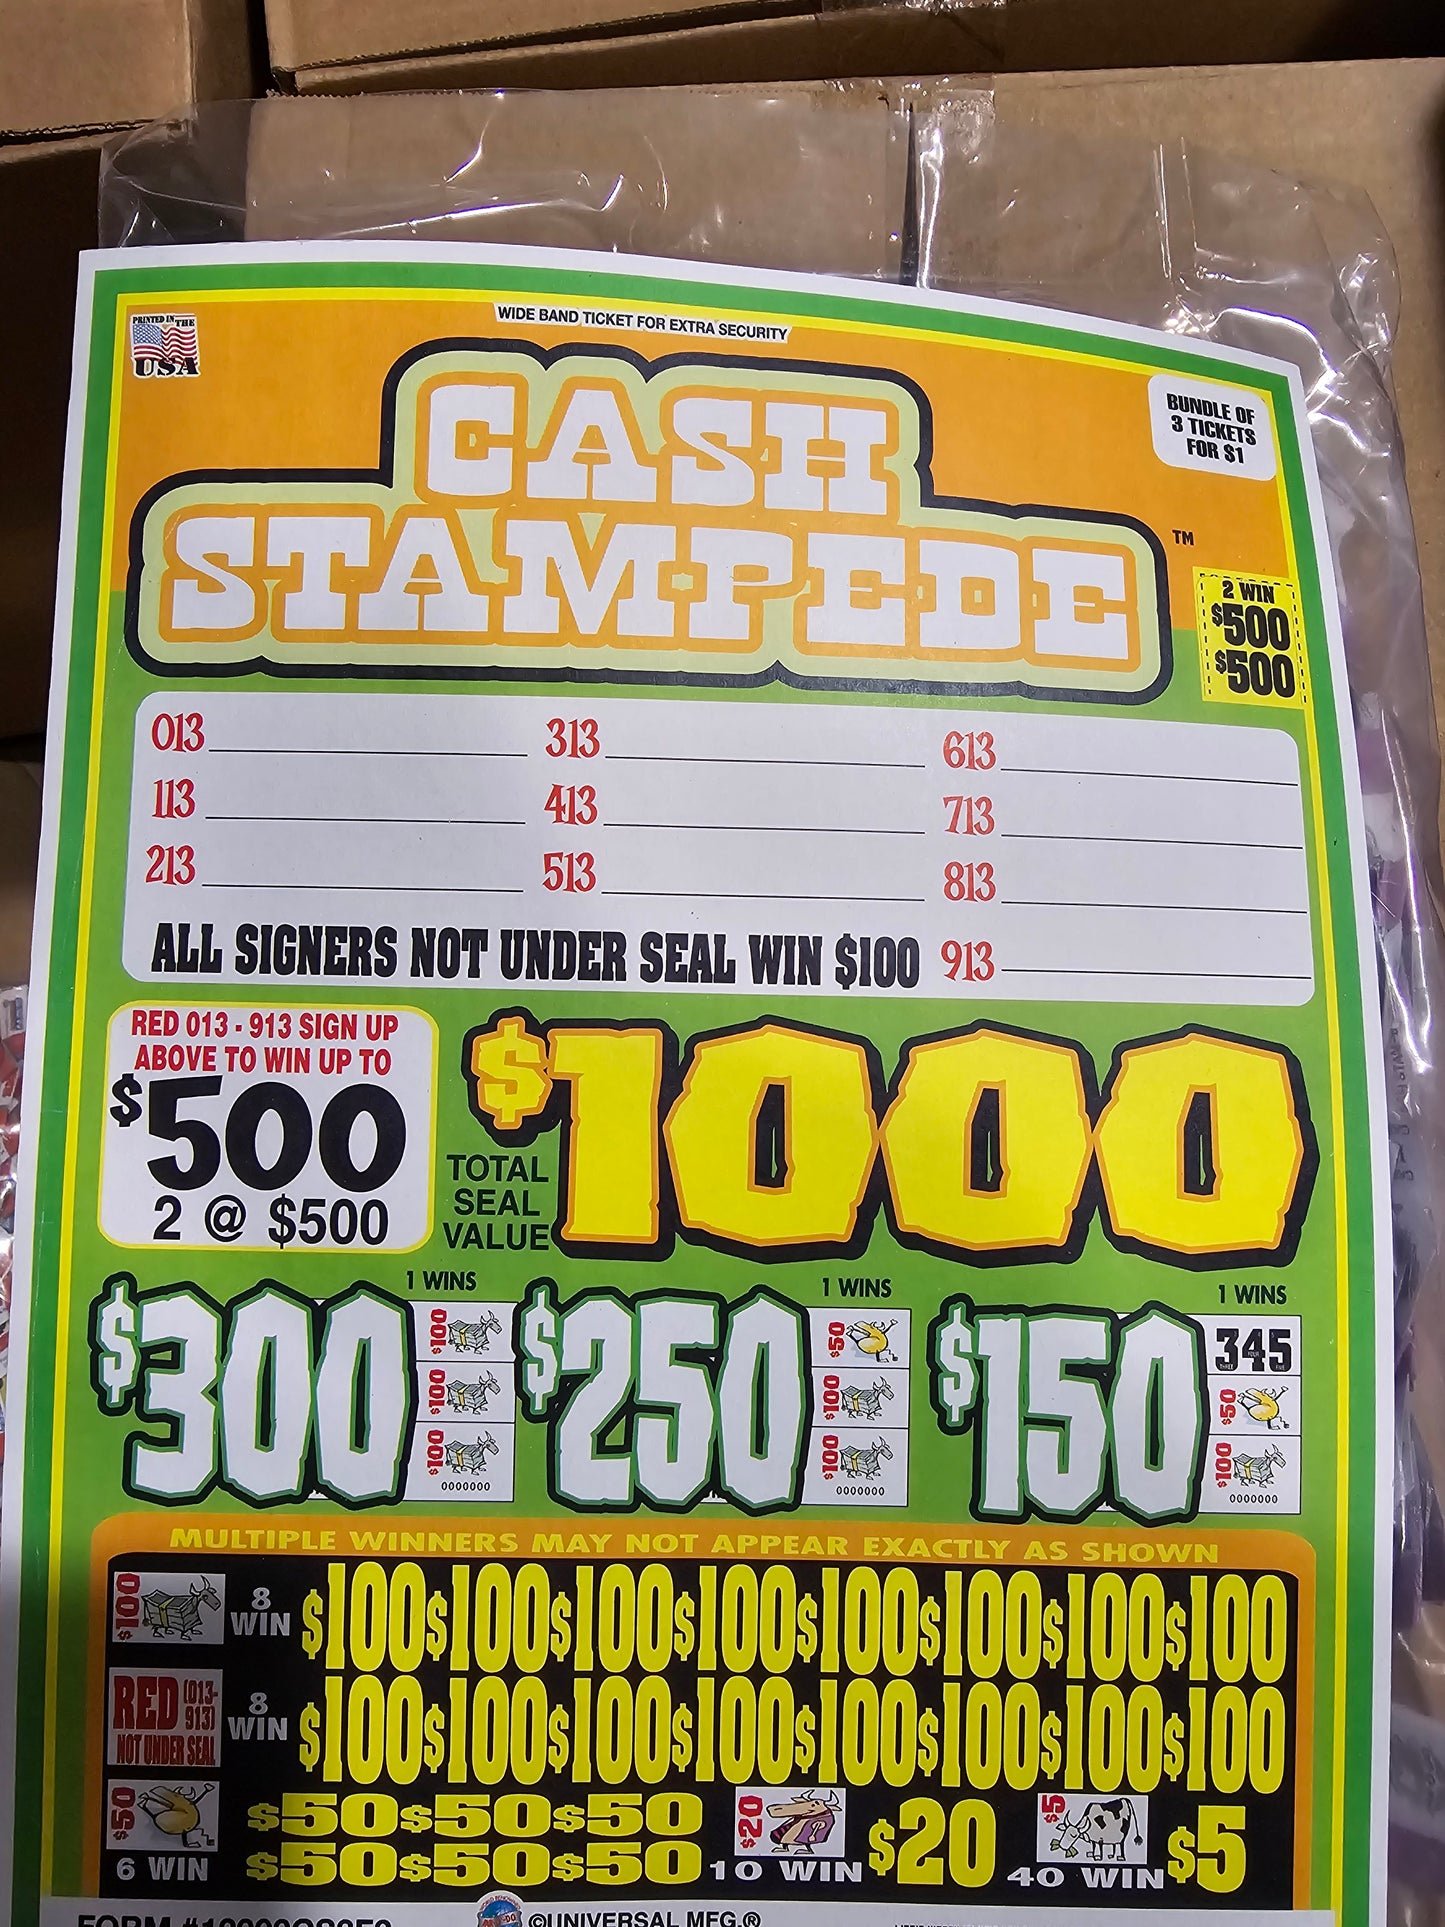 PRINTED IN THE
USA
WIDE BAND TICKET FOR EXTRA SECURITY
BUNDLE OF
3 TICKETS
FOR $1
CASH
STAMPEDE
™
2 WIN
$500
$500
013
313
613
113
413
713
213
513
813
ALL SIGNERS NOT UNDER SEAL WIN $100
913
RED 013 - 913 SIGN UP
ABOVE TO WIN UP TO
$500
2 @ $500
TOTAL
SEAL
VALUE
$1000
$300
1 WINS
$100
$100
$100
0000000
$250
1 WINS
$50
$100
$100
0000000
$150
1 WINS
345
THREE FOUR FIVE
$50
$100
0000000
MULTIPLE WINNERS MAY NOT APPEAR EXACTLY AS SHOWN
$100
8
WIN
$100$100$100$100$100$100$100$100
RED (013-
913)
NOT UNDER SEAL
8
WIN
$100$100$100$100$100$100$100$100
$50
6 WIN
$50$50$50
$50$50$50
$20
10 WIN
$20
$5
40 WIN
$5
©UNIVERSAL MFG.®